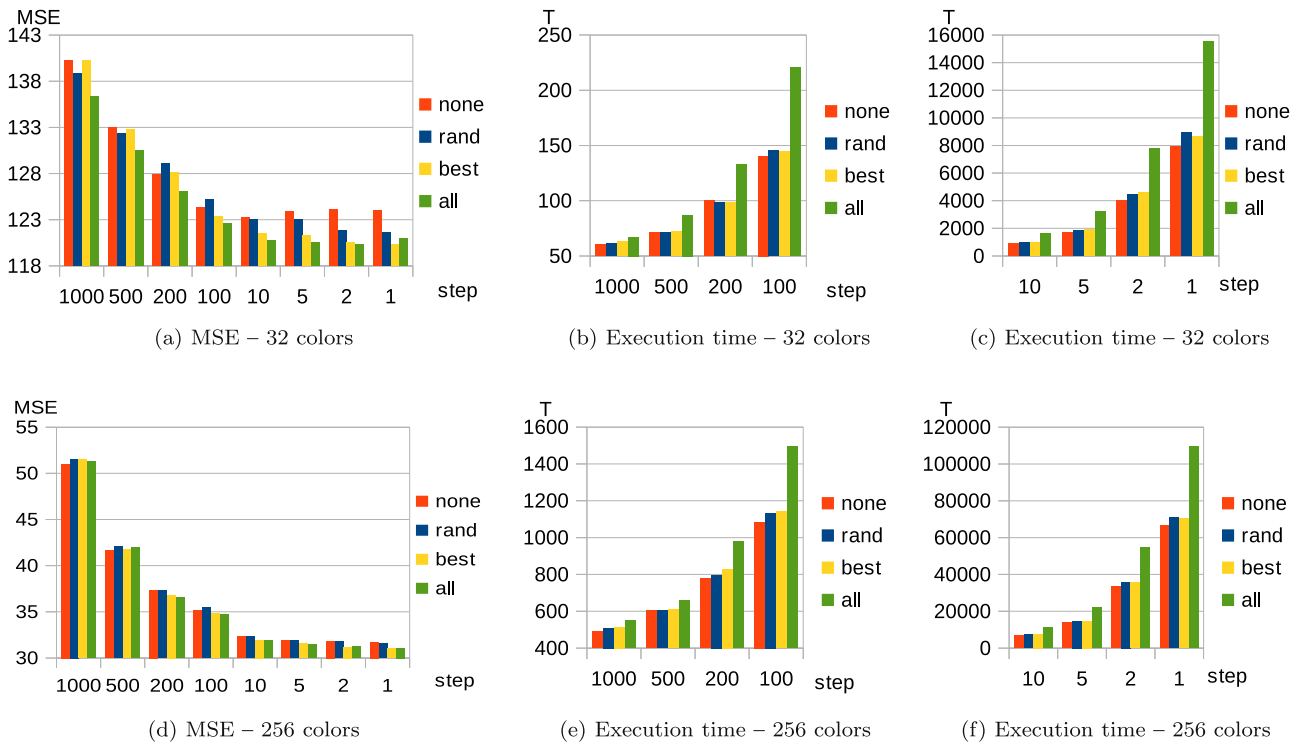 MSE
143
138
133
128
123
118
1000 500 200 100 10 5 2 1 step
none
rand
best
all
(a) MSE – 32 colors
T
250
200
150
100
50
1000 500 200 100 step
none
rand
best
all
(b) Execution time – 32 colors
T
16000
14000
12000
10000
8000
6000
4000
2000
0
10 5 2 1 step
none
rand
best
all
(c) Execution time – 32 colors
MSE
55
50
45
40
35
30
1000 500 200 100 10 5 2 1 step
none
rand
best
all
(d) MSE – 256 colors
T
1600
1400
1200
1000
800
600
400
1000 500 200 100 step
none
rand
best
all
(e) Execution time – 256 colors
T
120000
100000
80000
60000
40000
20000
0
10 5 2 1 step
none
rand
best
all
(f) Execution time – 256 colors